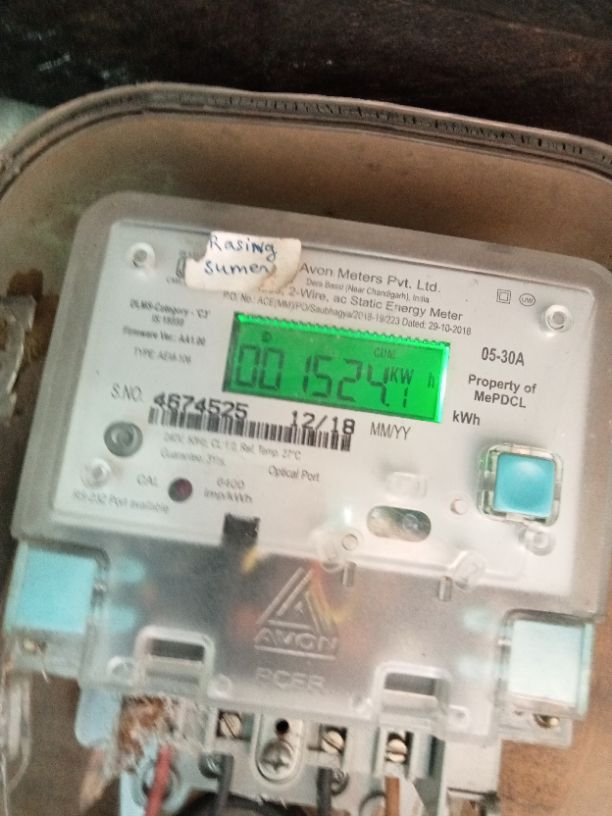 Rasing
sumer
Avon Meters Pvt. Ltd.
Dera Bassi (Near Chandigarh), India
2-Wire, ac Static Energy Meter
P.O. No.: ACE(MM)/PO/Saubhagya/2018-19/223 Dated: 29-10-2018
DLMS-Category - 'C3'
IS:15959
Firmware Ver.: AA1.00
TYPE:
CUM
001524.1 KW h
05-30A
Property of
MePDCL
kWh
S.NO. 4674525 12/18 MM/YY
240V, 50Hz, CL 1.0, Ref. Temp. 27°C
Guarantee:
Optical Port
CAL
6400
imp/kWh
RS-232 Port available
AVON